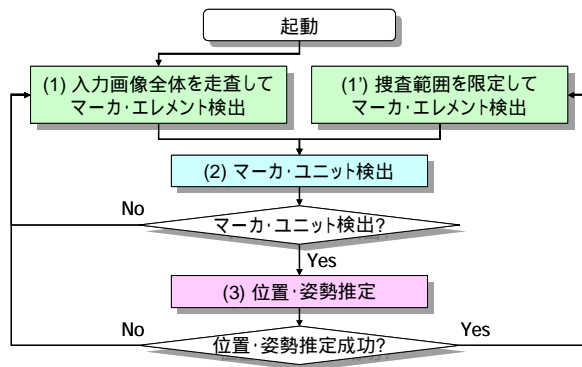 起動
(1) 入力画像全体を走査して
マーカ・エレメント検出
(1') 捜査範囲を限定して
マーカ・エレメント検出
(2) マーカ・ユニット検出
No
マーカ・ユニット検出?
Yes
(3) 位置・姿勢推定
No
位置・姿勢推定成功?
Yes